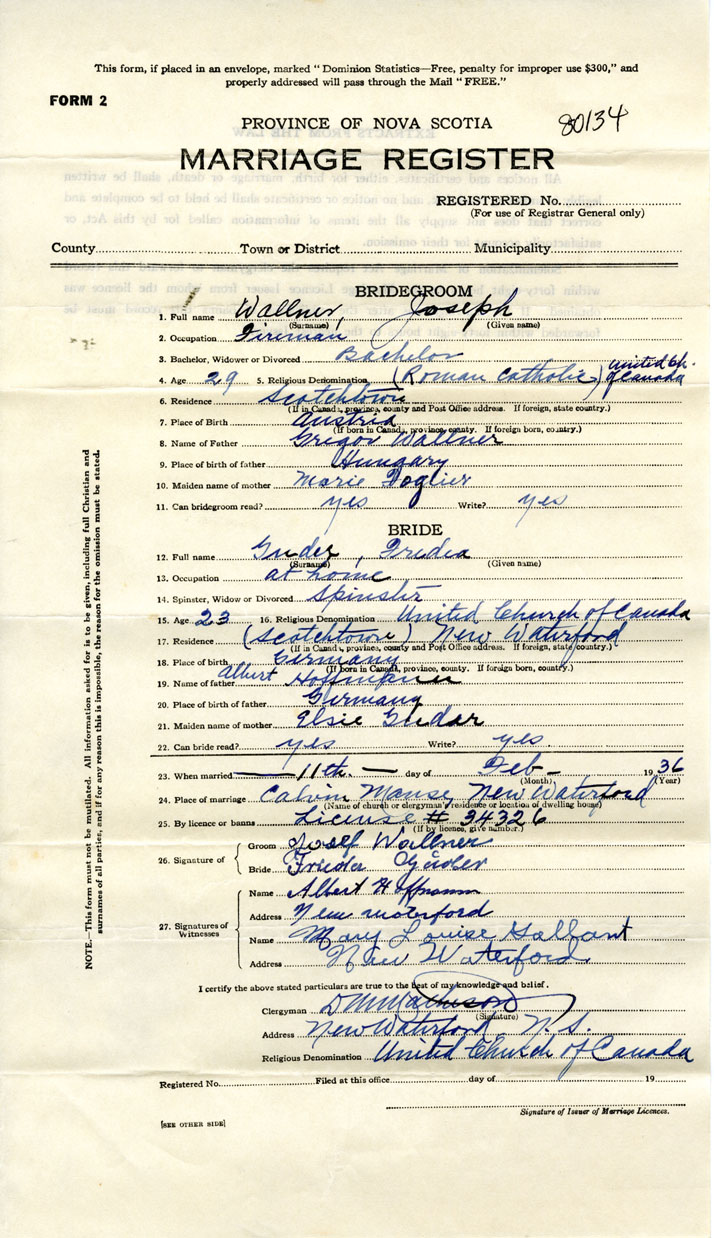 This form, if placed in an envelope, marked "Dominion Statistics—Free, penalty for improper use $300," and
properly addressed will pass through the Mail "FREE."
FORM 2
PROVINCE OF NOVA SCOTIA
80134
MARRIAGE REGISTER
REGISTERED No.
(For use of Registrar General only)
County Town or District Municipality
BRIDEGROOM
1. Full name Wallner, Joseph
(Surname) (Given name)
2. Occupation Fireman
3. Bachelor, Widower or Divorced Bachelor
4. Age 29 5. Religious Denomination (Roman Catholic) United Ch. of Canada
6. Residence Scotchtown
(If in Canada, province, county and Post Office address. If foreign, state country.)
7. Place of Birth Austria
(If born in Canada, province, county. If foreign born, country.)
8. Name of Father Gregor Wallner
9. Place of birth of father Hungary
10. Maiden name of mother Marie
11. Can bridegroom read? yes Write? yes
BRIDE
12. Full name Guder, Fredia
(Surname) (Given name)
13. Occupation at home
14. Spinster, Widow or Divorced Spinster
15. Age 23 16. Religious Denomination United Church of Canada
17. Residence (Scotchtown) New Waterford
(If in Canada, province, county and Post Office address. If foreign, state country.)
18. Place of birth Germany
(If born in Canada, province, county. If foreign born, country.)
19. Name of father Albert Hoffmann
20. Place of birth of father Germany
21. Maiden name of mother Elsie Guder
22. Can bride read? yes Write? yes.
23. When married 11th. day of Feb 1936
(Month) (Year)
24. Place of marriage Calvin Manse, New Waterford
(Name of church or clergyman's residence or location of dwelling house)
25. By licence or banns License # 34326
(If by licence, give number.)
26. Signature of
Groom Josef Wallner
Bride Frieda Güder
27. Signatures of Witnesses
Name Albert Hoffmann
Address New waterford
Name Mary Louise Gallant
Address New Waterford
I certify the above stated particulars are true to the best of my knowledge and belief.
Clergyman
(Signature)
Address New Waterford, N.S.
Religious Denomination United Church of Canada
Registered No. Filed at this office day of 19
Signature of Issuer of Marriage Licences.
[SEE OTHER SIDE]
NOTE.—This form must not be mutilated. All information asked for is to be given, including full Christian and
surnames of all parties, and if for any reason this is impossible, the reason for the omission must be stated.